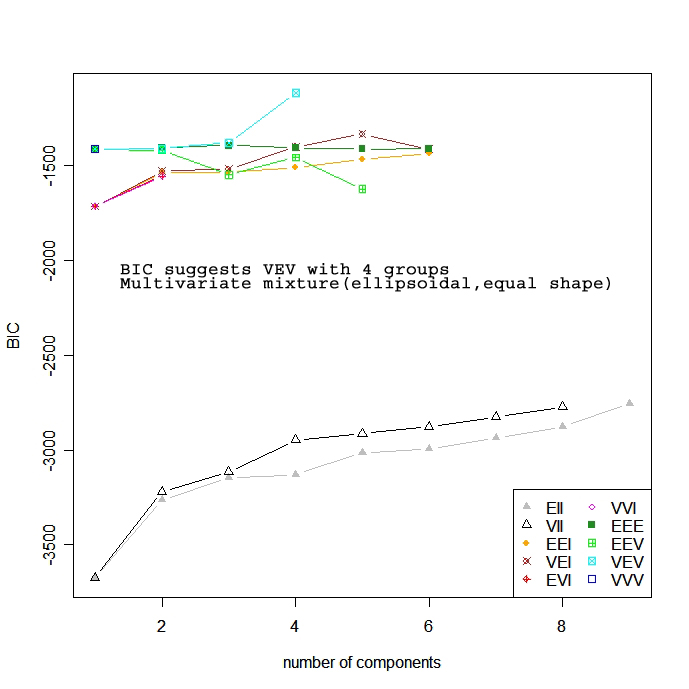 -1500
-2000
-2500
-3000
-3500
BIC
BIC suggests VEV with 4 groups
Multivariate mixture(ellipsoidal,equal shape)
EII
VII
EEI
VEI
EVI
VVI
EEE
EEV
VEV
VVV
2 4 6 8
number of components